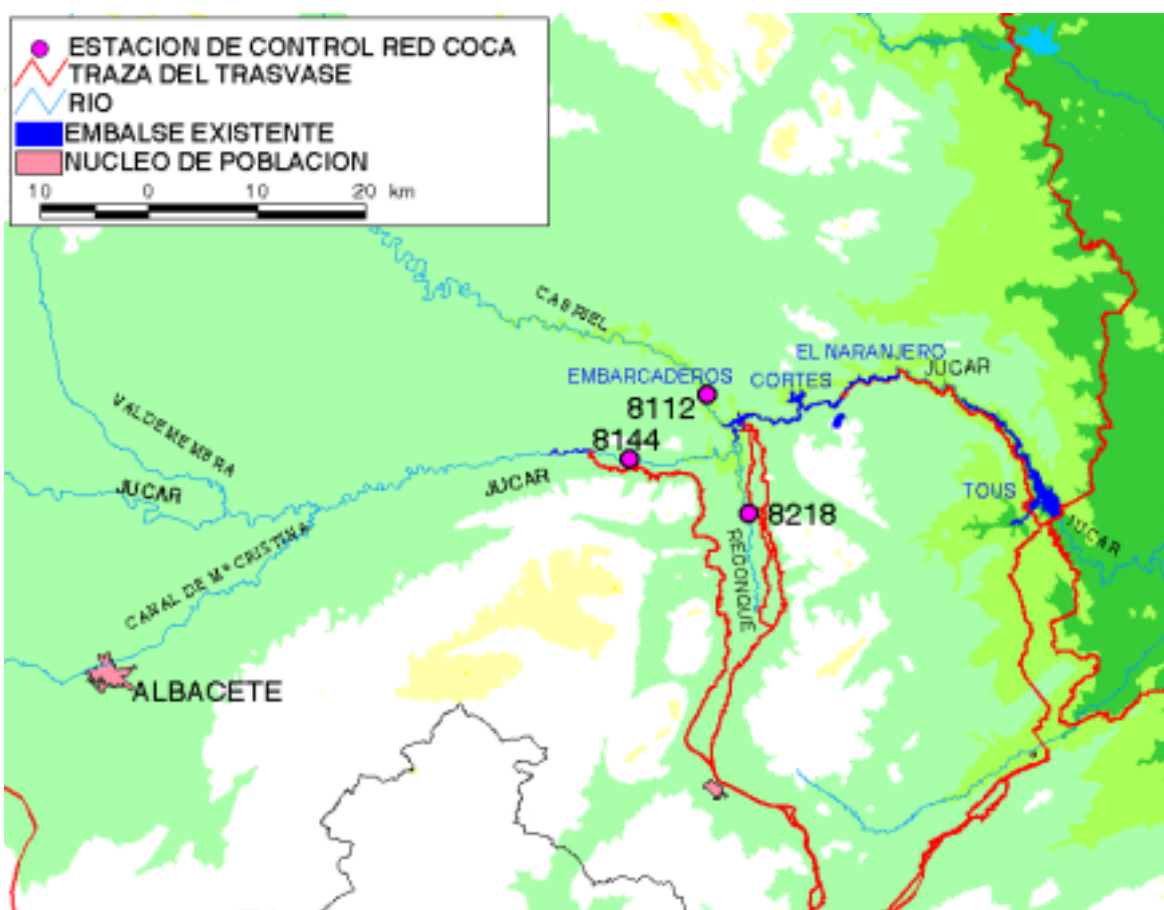 ESTACION DE CONTROL RED COCA
TRAZA DEL TRASVASE
RIO
EMBALSE EXISTENTE
NUCLEO DE POBLACION
10 0 10 20 km
CABRIEL
EL NARANJERO
JUCAR
EMBARCADEROS
CORTES
8112
VALDEMEMBRA
8144
JUCAR
JUCAR
TOUS
8218
JUCAR
REDONQUE
CANAL DE Mª CRISTINA
ALBACETE